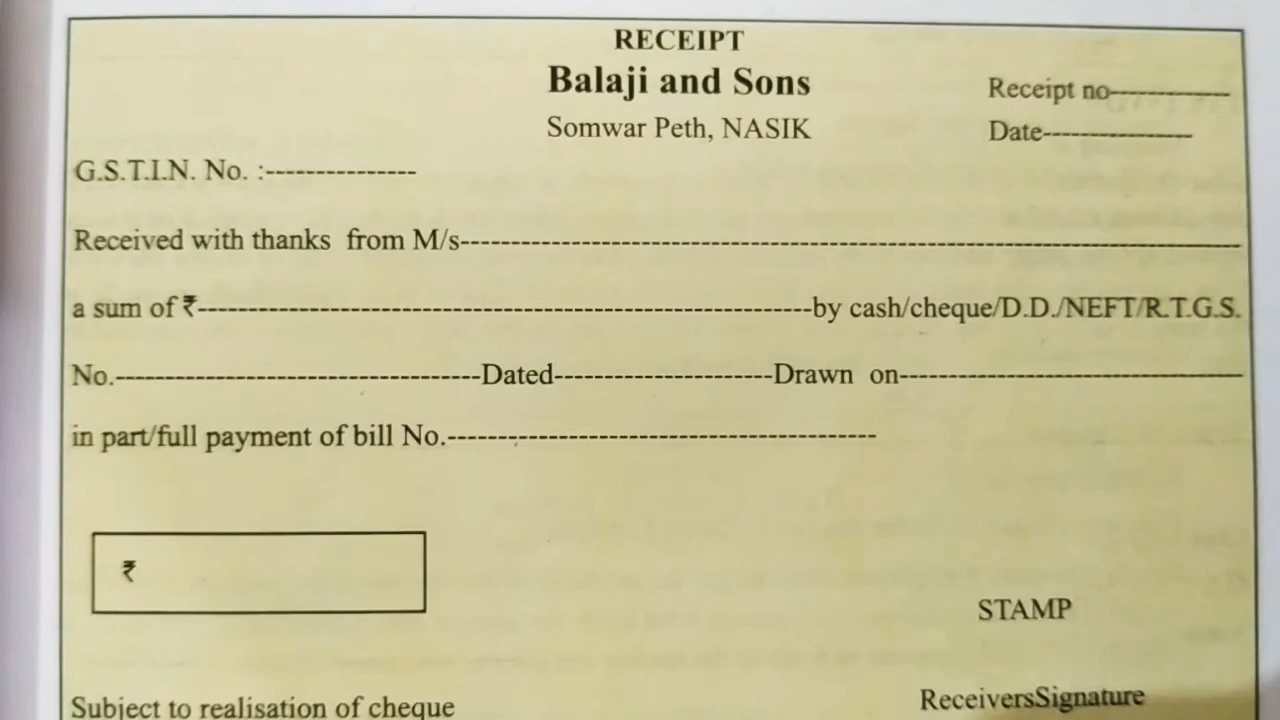 RECEIPT
Balaji and Sons
Somwar Peth, NASIK
Receipt no-------------
Date-----------------
G.S.T.I.N. No. :---------------
Received with thanks from M/s--------------------------------------------------------------------------------
a sum of ₹---------------------------------------------------------------by cash/cheque/D.D./NEFT/R.T.G.S.
No.-------------------------------------Dated----------------------Drawn on-----------------------------------
in part/full payment of bill No.--------------------------------------------
₹
STAMP
Subject to realisation of cheque
ReceiversSignature